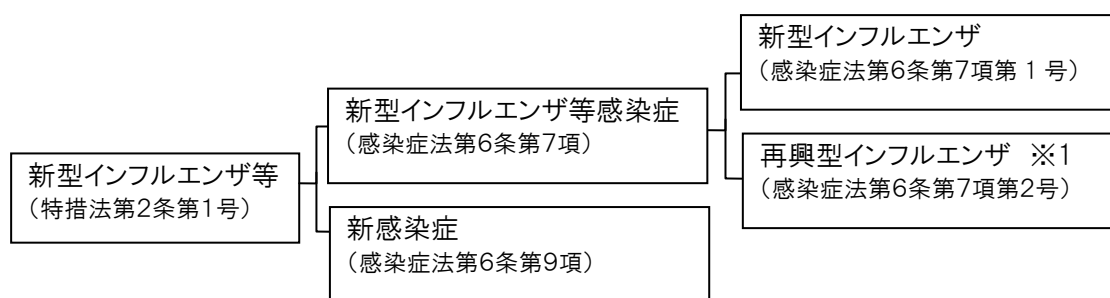 新型インフルエンザ等
（特措法第2条第1号）
新型インフルエンザ等感染症
（感染症法第6条第7項）
新感染症
（感染症法第6条第9項）
新型インフルエンザ
（感染症法第6条第7項第１号）
再興型インフルエンザ　※1
（感染症法第6条第7項第2号）